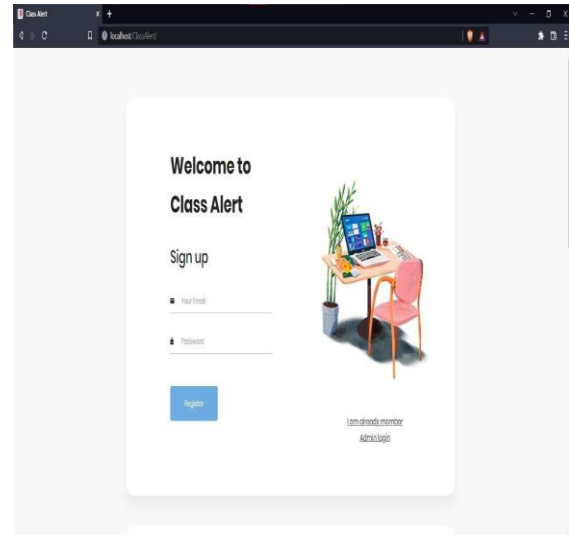 Class Alert
localhost/ClassAlert/
Welcome to
Class Alert
Sign up
Your Email
Password
Register
I am already member
Admin login